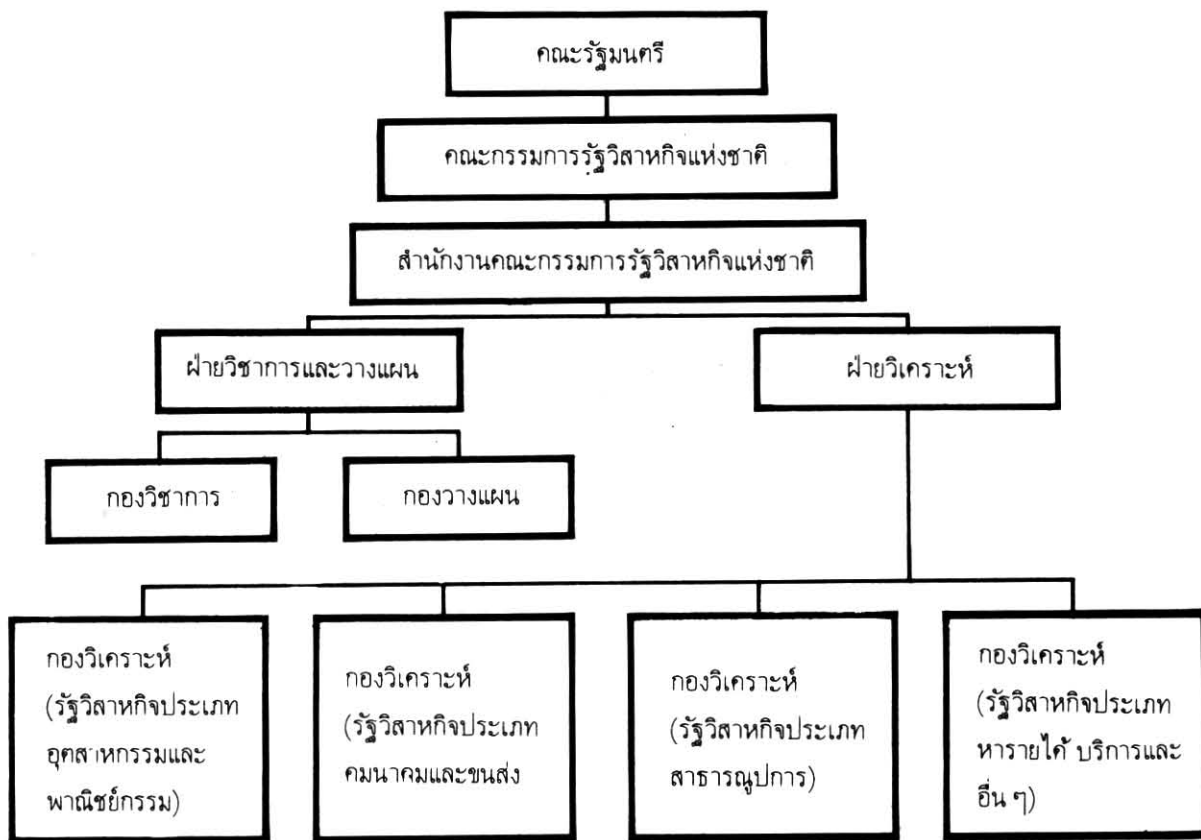 คณะรัฐมนตรี
คณะกรรมการรัฐวิสาหกิจแห่งชาติ
สำนักงานคณะกรรมการรัฐวิสาหกิจแห่งชาติ
ฝ่ายวิชาการและวางแผน
ฝ่ายวิเคราะห์
กองวิชาการ
กองวางแผน
กองวิเคราะห์
(รัฐวิสาหกิจประเภท
อุตสาหกรรมและ
พาณิชย์กรรม)
กองวิเคราะห์
(รัฐวิสาหกิจประเภท
คมนาคมและขนส่ง
กองวิเคราะห์
(รัฐวิสาหกิจประเภท
สาธารณูปการ)
กองวิเคราะห์
(รัฐวิสาหกิจประเภท
หารายได้ บริการและ
อื่น ๆ)